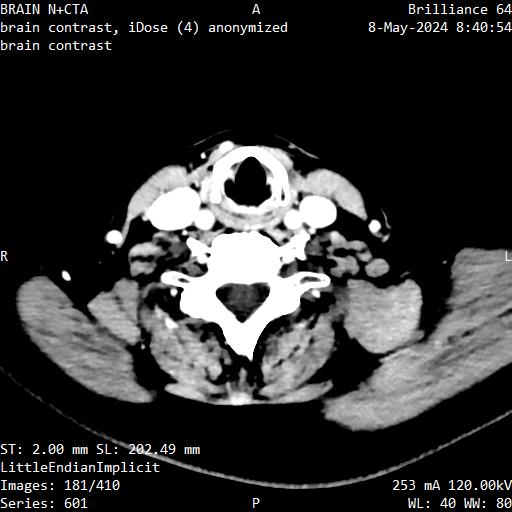 BRAIN N+CTA
A
Brilliance 64
brain contrast, iDose (4) anonymized
8-May-2024 8:40:54
brain contrast
R
L
ST: 2.00 mm SL: 202.49 mm
LittleEndianImplicit
Images: 181/410
253 mA 120.00kV
Series: 601
P
WL: 40 WW: 80